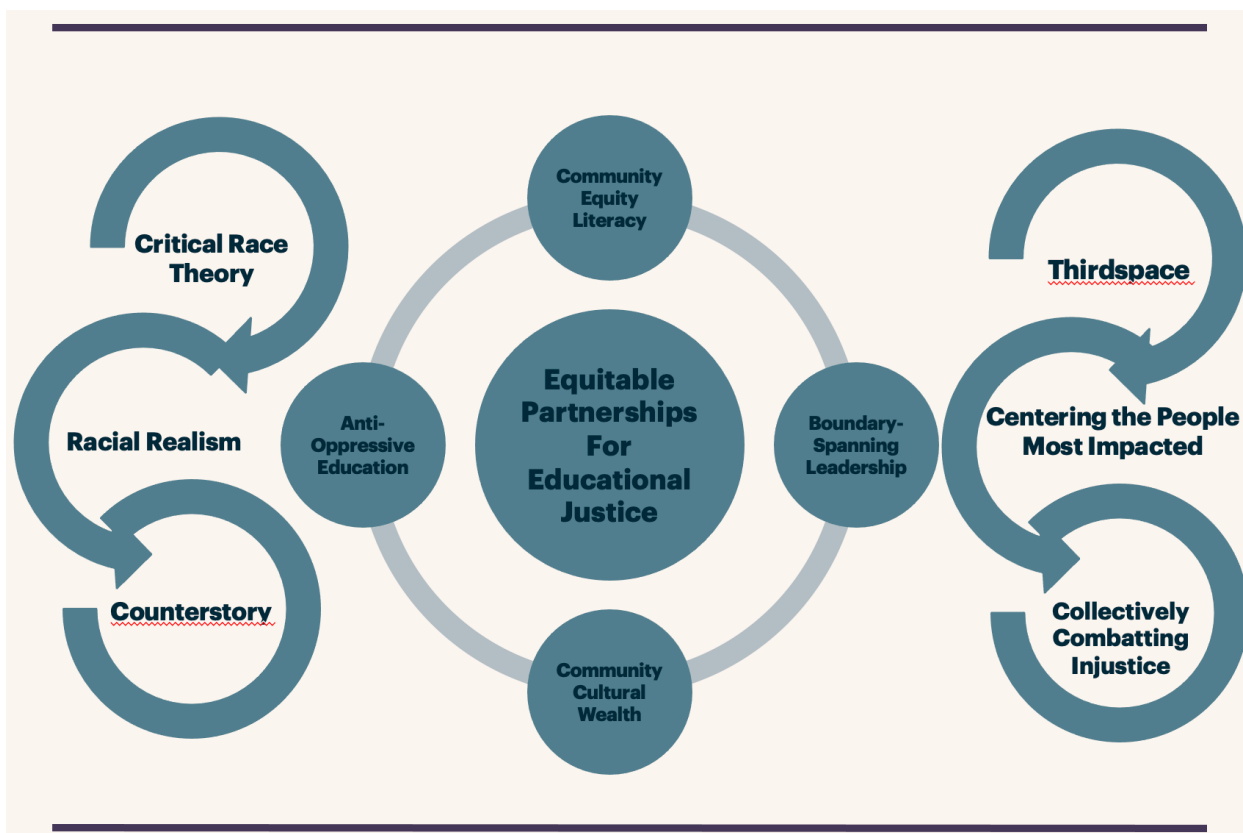 Critical Race
Theory
Racial Realism
Counterstory
Community
Equity
Literacy
Anti-
Oppressive
Education
Equitable
Partnerships
For
Educational
Justice
Boundary-
Spanning
Leadership
Community
Cultural
Wealth
Thirdspace
Centering the People
Most Impacted
Collectively
Combatting
Injustice